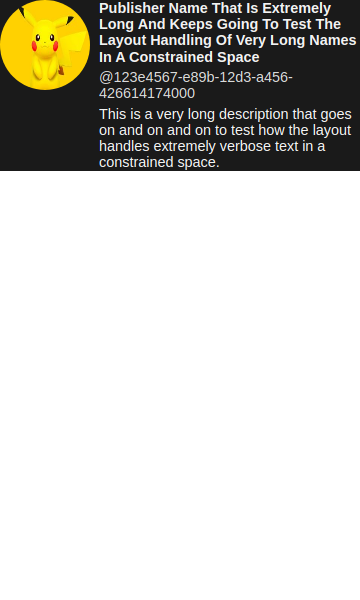 Publisher Name That Is Extremely
Long And Keeps Going To Test The
Layout Handling Of Very Long Names
In A Constrained Space
@123e4567-e89b-12d3-a456-
426614174000
This is a very long description that goes
on and on and on to test how the layout
handles extremely verbose text in a
constrained space.